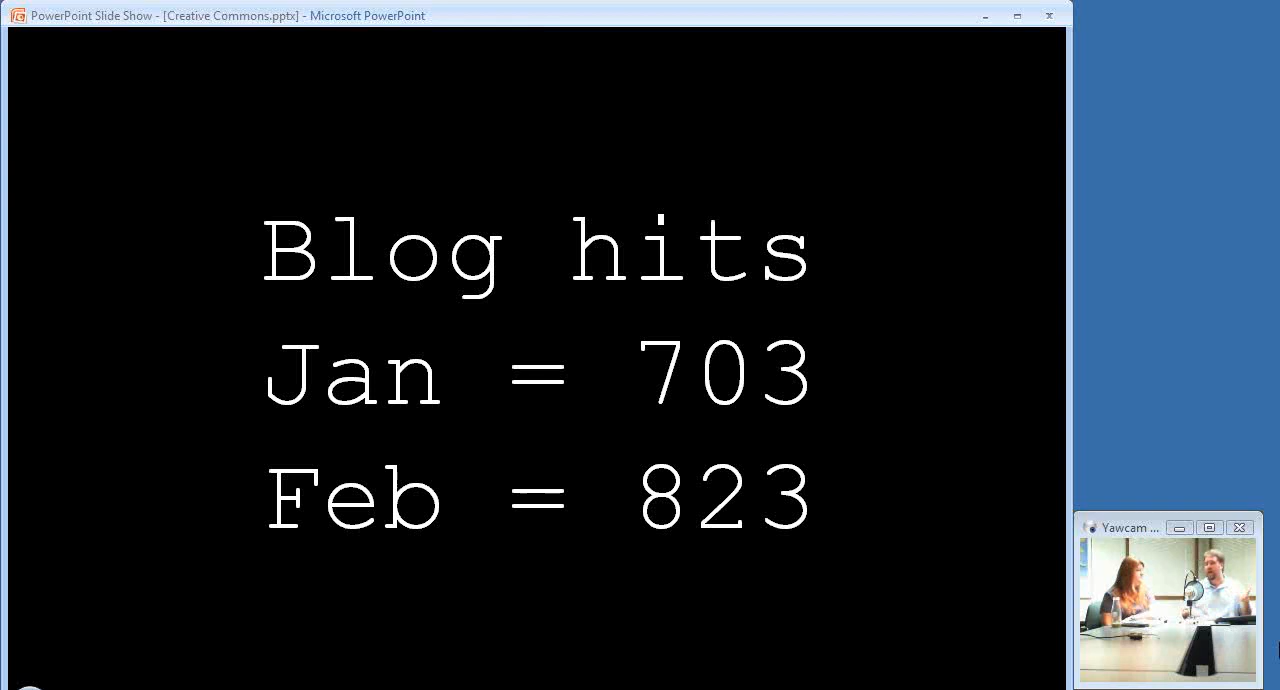 PowerPoint Slide Show - [Creative Commons.pptx] - Microsoft PowerPoint
Blog hits
Jan = 703
Feb = 823
Yawcam ...